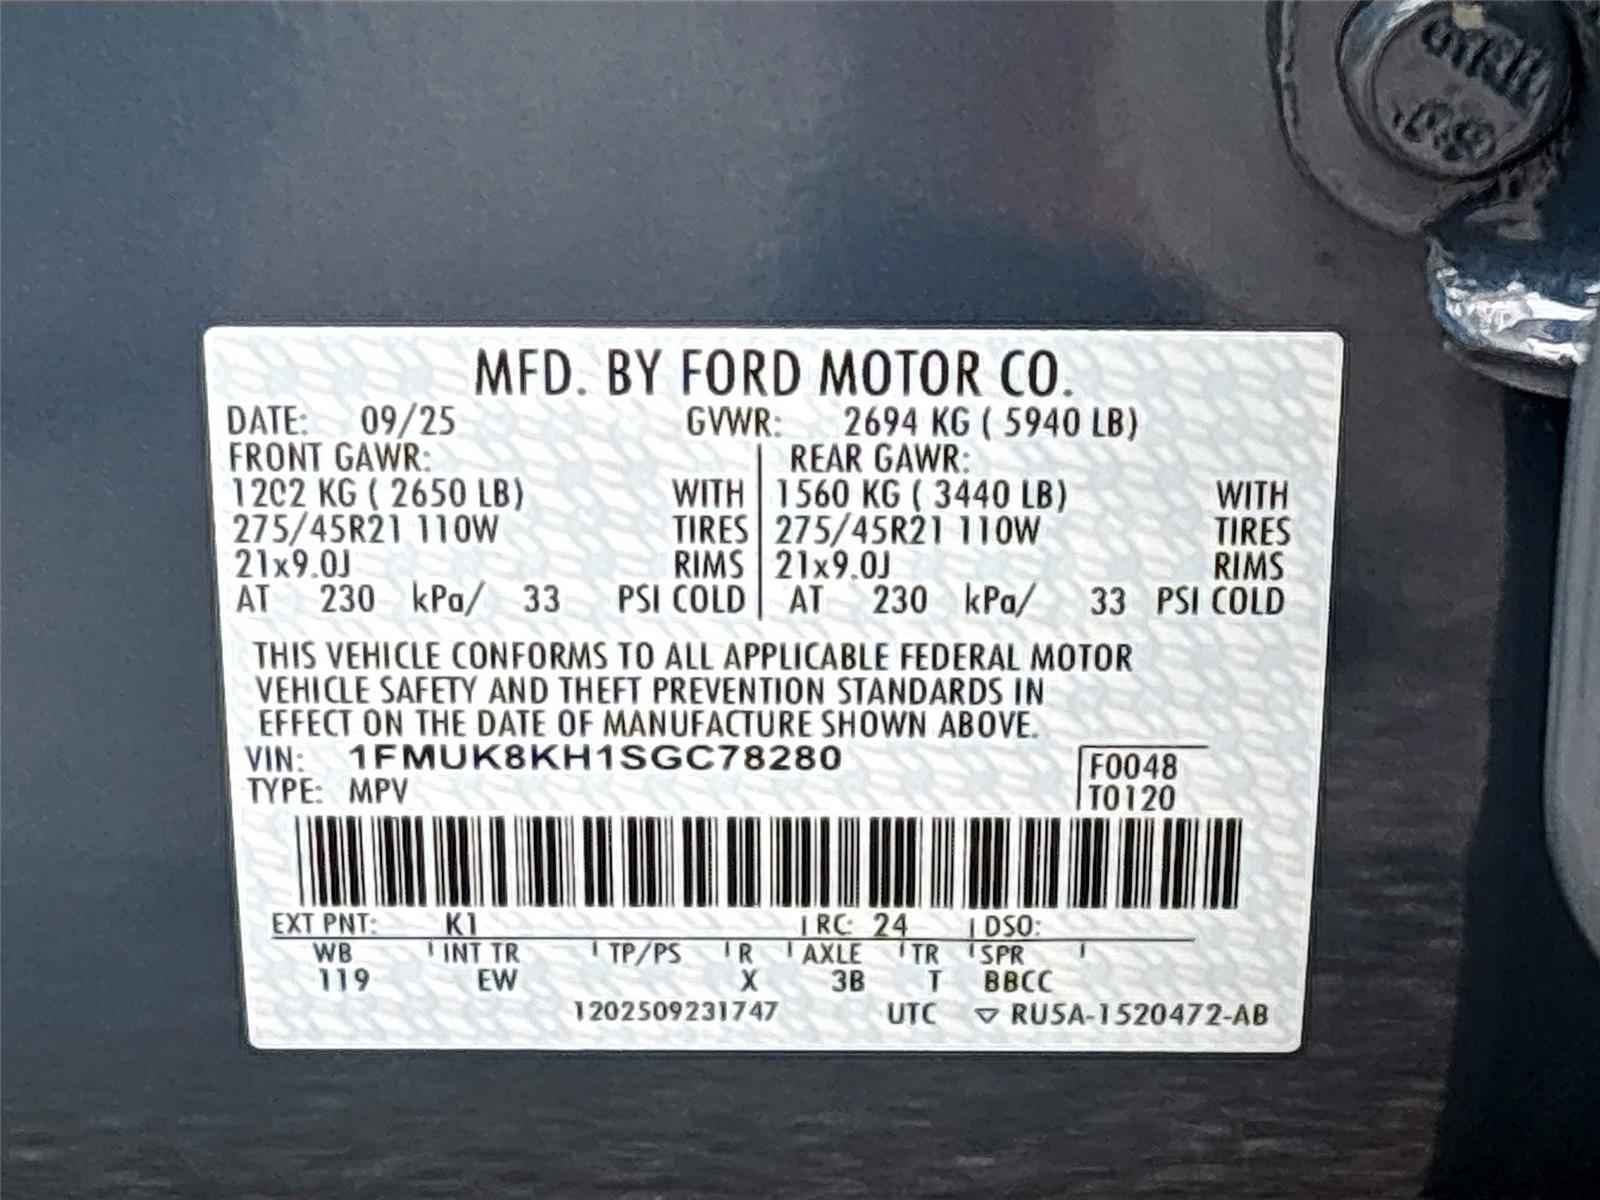 MFD. BY FORD MOTOR CO.
DATE: 09/25 GVWR: 2694 KG ( 5940 LB)
FRONT GAWR: REAR GAWR:
1202 KG ( 2650 LB) WITH 1560 KG ( 3440 LB) WITH
275/45R21 110W TIRES 275/45R21 110W TIRES
21x9.0J RIMS 21x9.0J RIMS
AT 230 kPa/ 33 PSI COLD AT 230 kPa/ 33 PSI COLD
THIS VEHICLE CONFORMS TO ALL APPLICABLE FEDERAL MOTOR
VEHICLE SAFETY AND THEFT PREVENTION STANDARDS IN
EFFECT ON THE DATE OF MANUFACTURE SHOWN ABOVE.
VIN: 1FMUK8KH1SGC78280
TYPE: MPV
F0048
T0120
EXT PNT: K1 RC: 24 DSO:
WB INT TR TP/PS R AXLE TR SPR
119 EW X 3B T BBCC
1202509231747 UTC ▽ RU5A-1520472-AB